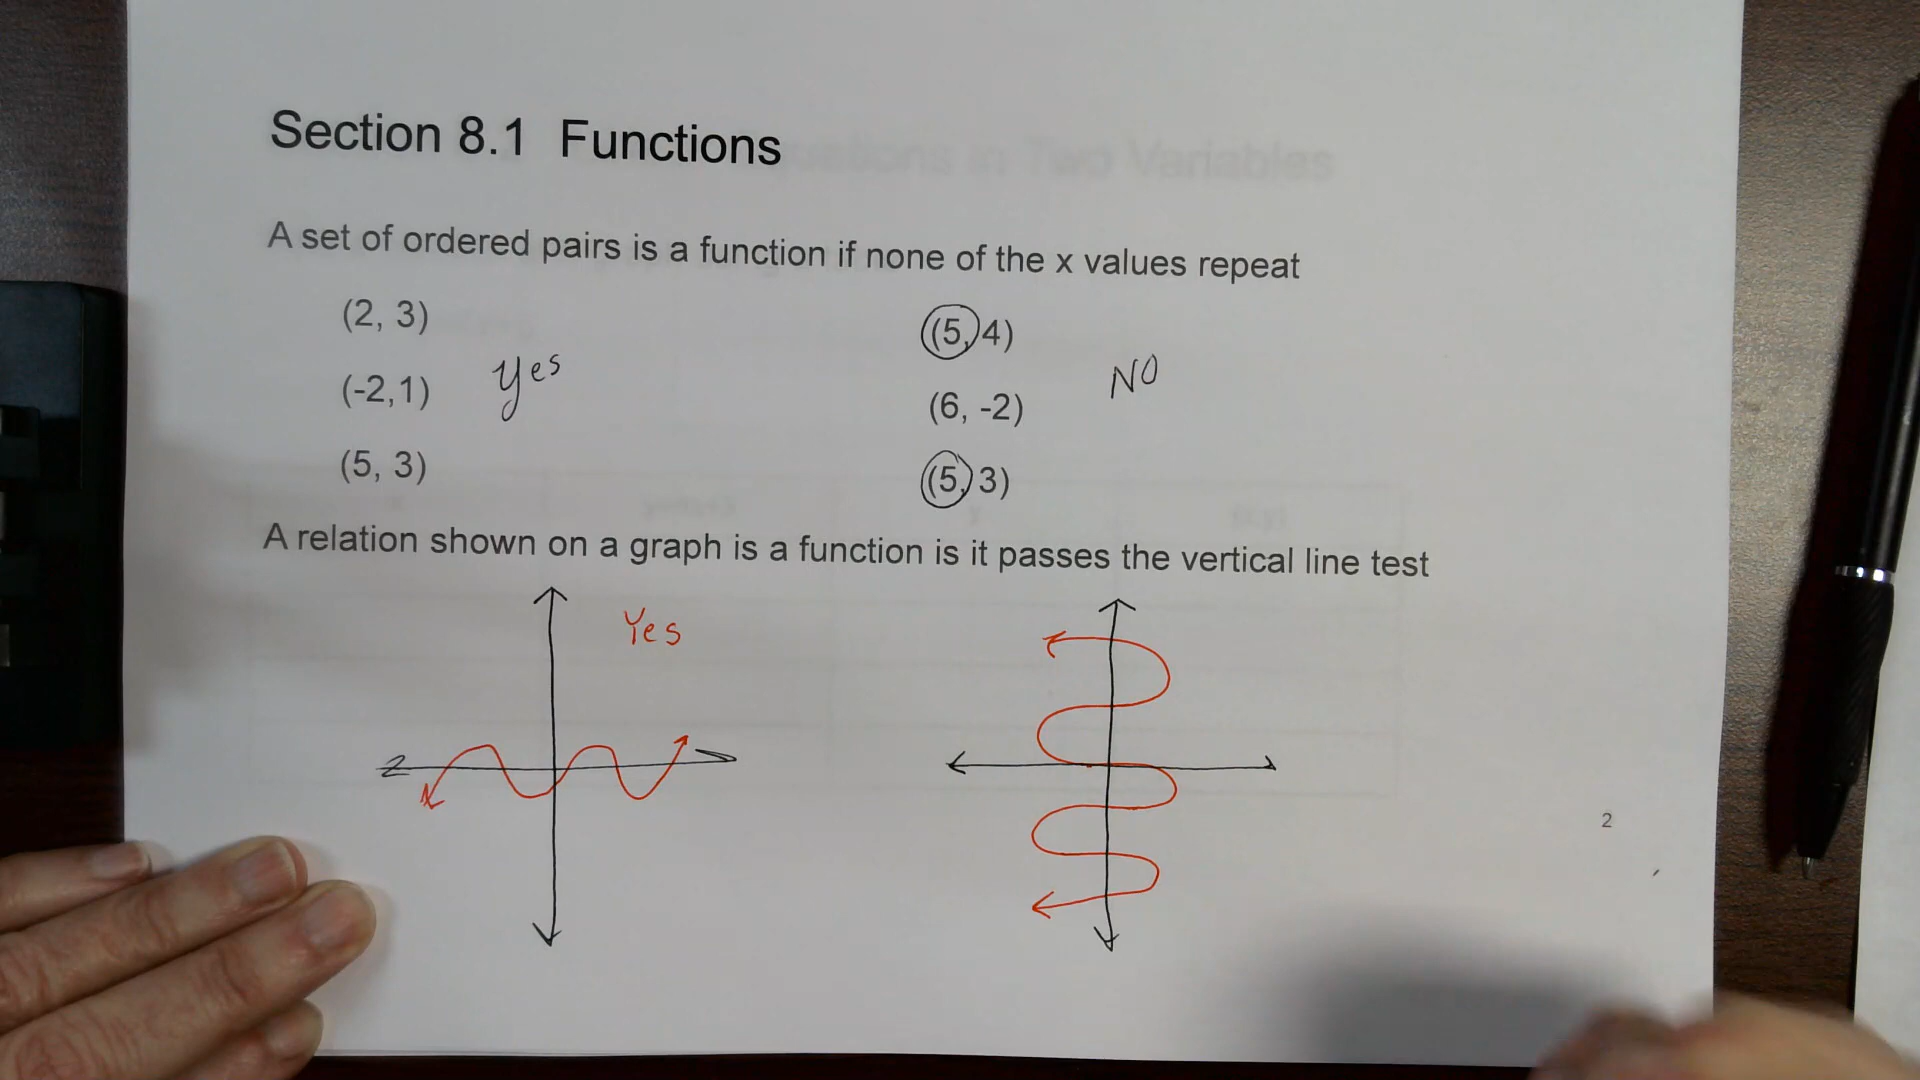 Section 8.1 Functions
A set of ordered pairs is a function if none of the x values repeat
(2, 3)
(-2,1) yes
(5, 3)
(5, 4)
(6, -2) NO
(5, 3)
A relation shown on a graph is a function is it passes the vertical line test
Yes
2